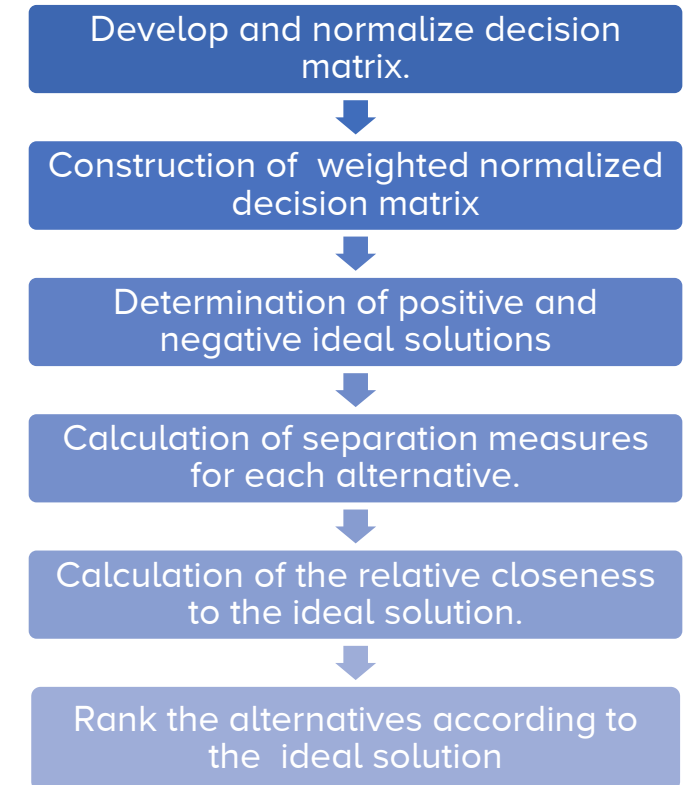 Develop and normalize decision
matrix.
Construction of  weighted normalized
decision matrix
Determination of positive and
negative ideal solutions
Calculation of separation measures
for each alternative.
Calculation of the relative closeness
to the ideal solution.
Rank the alternatives according to
the  ideal solution